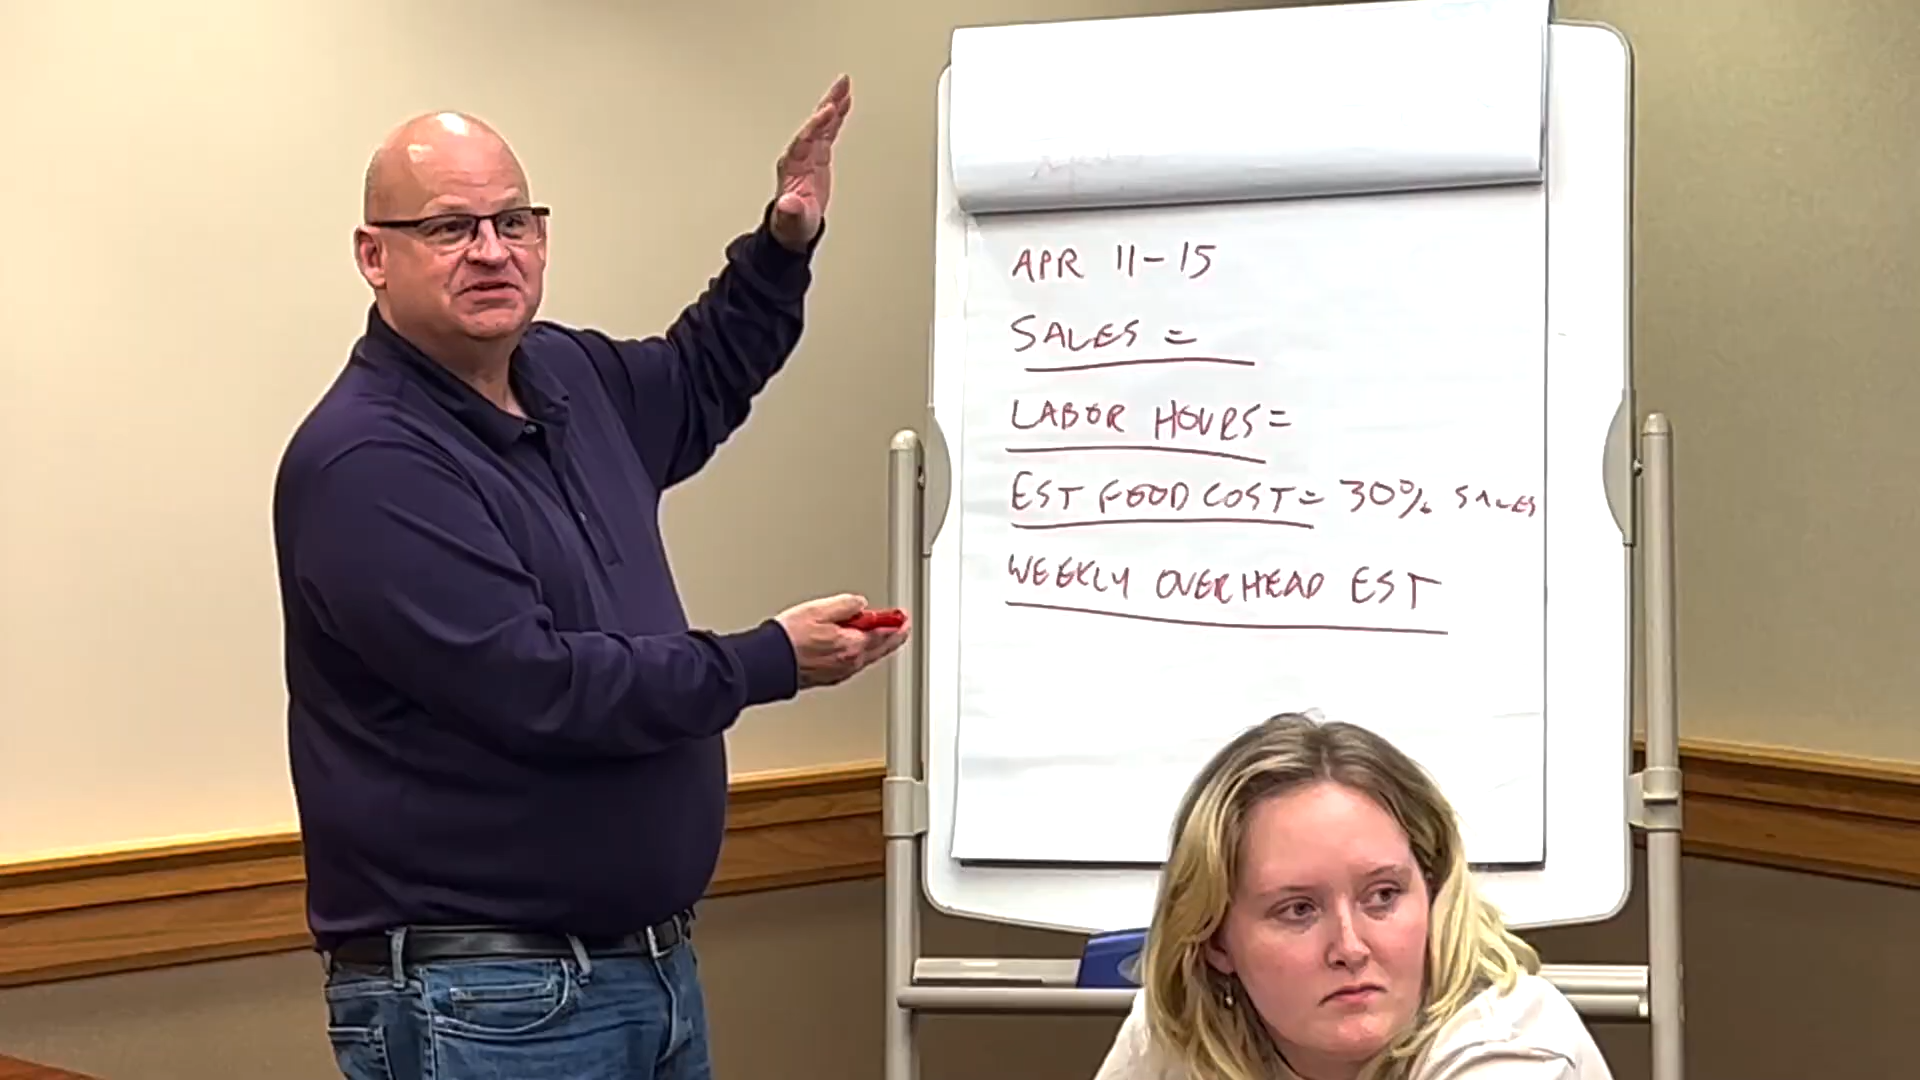 APR 11-15
SALES =
LABOR HOURS=
EST FOOD COST= 30% SALES
WEEKLY OVERHEAD EST